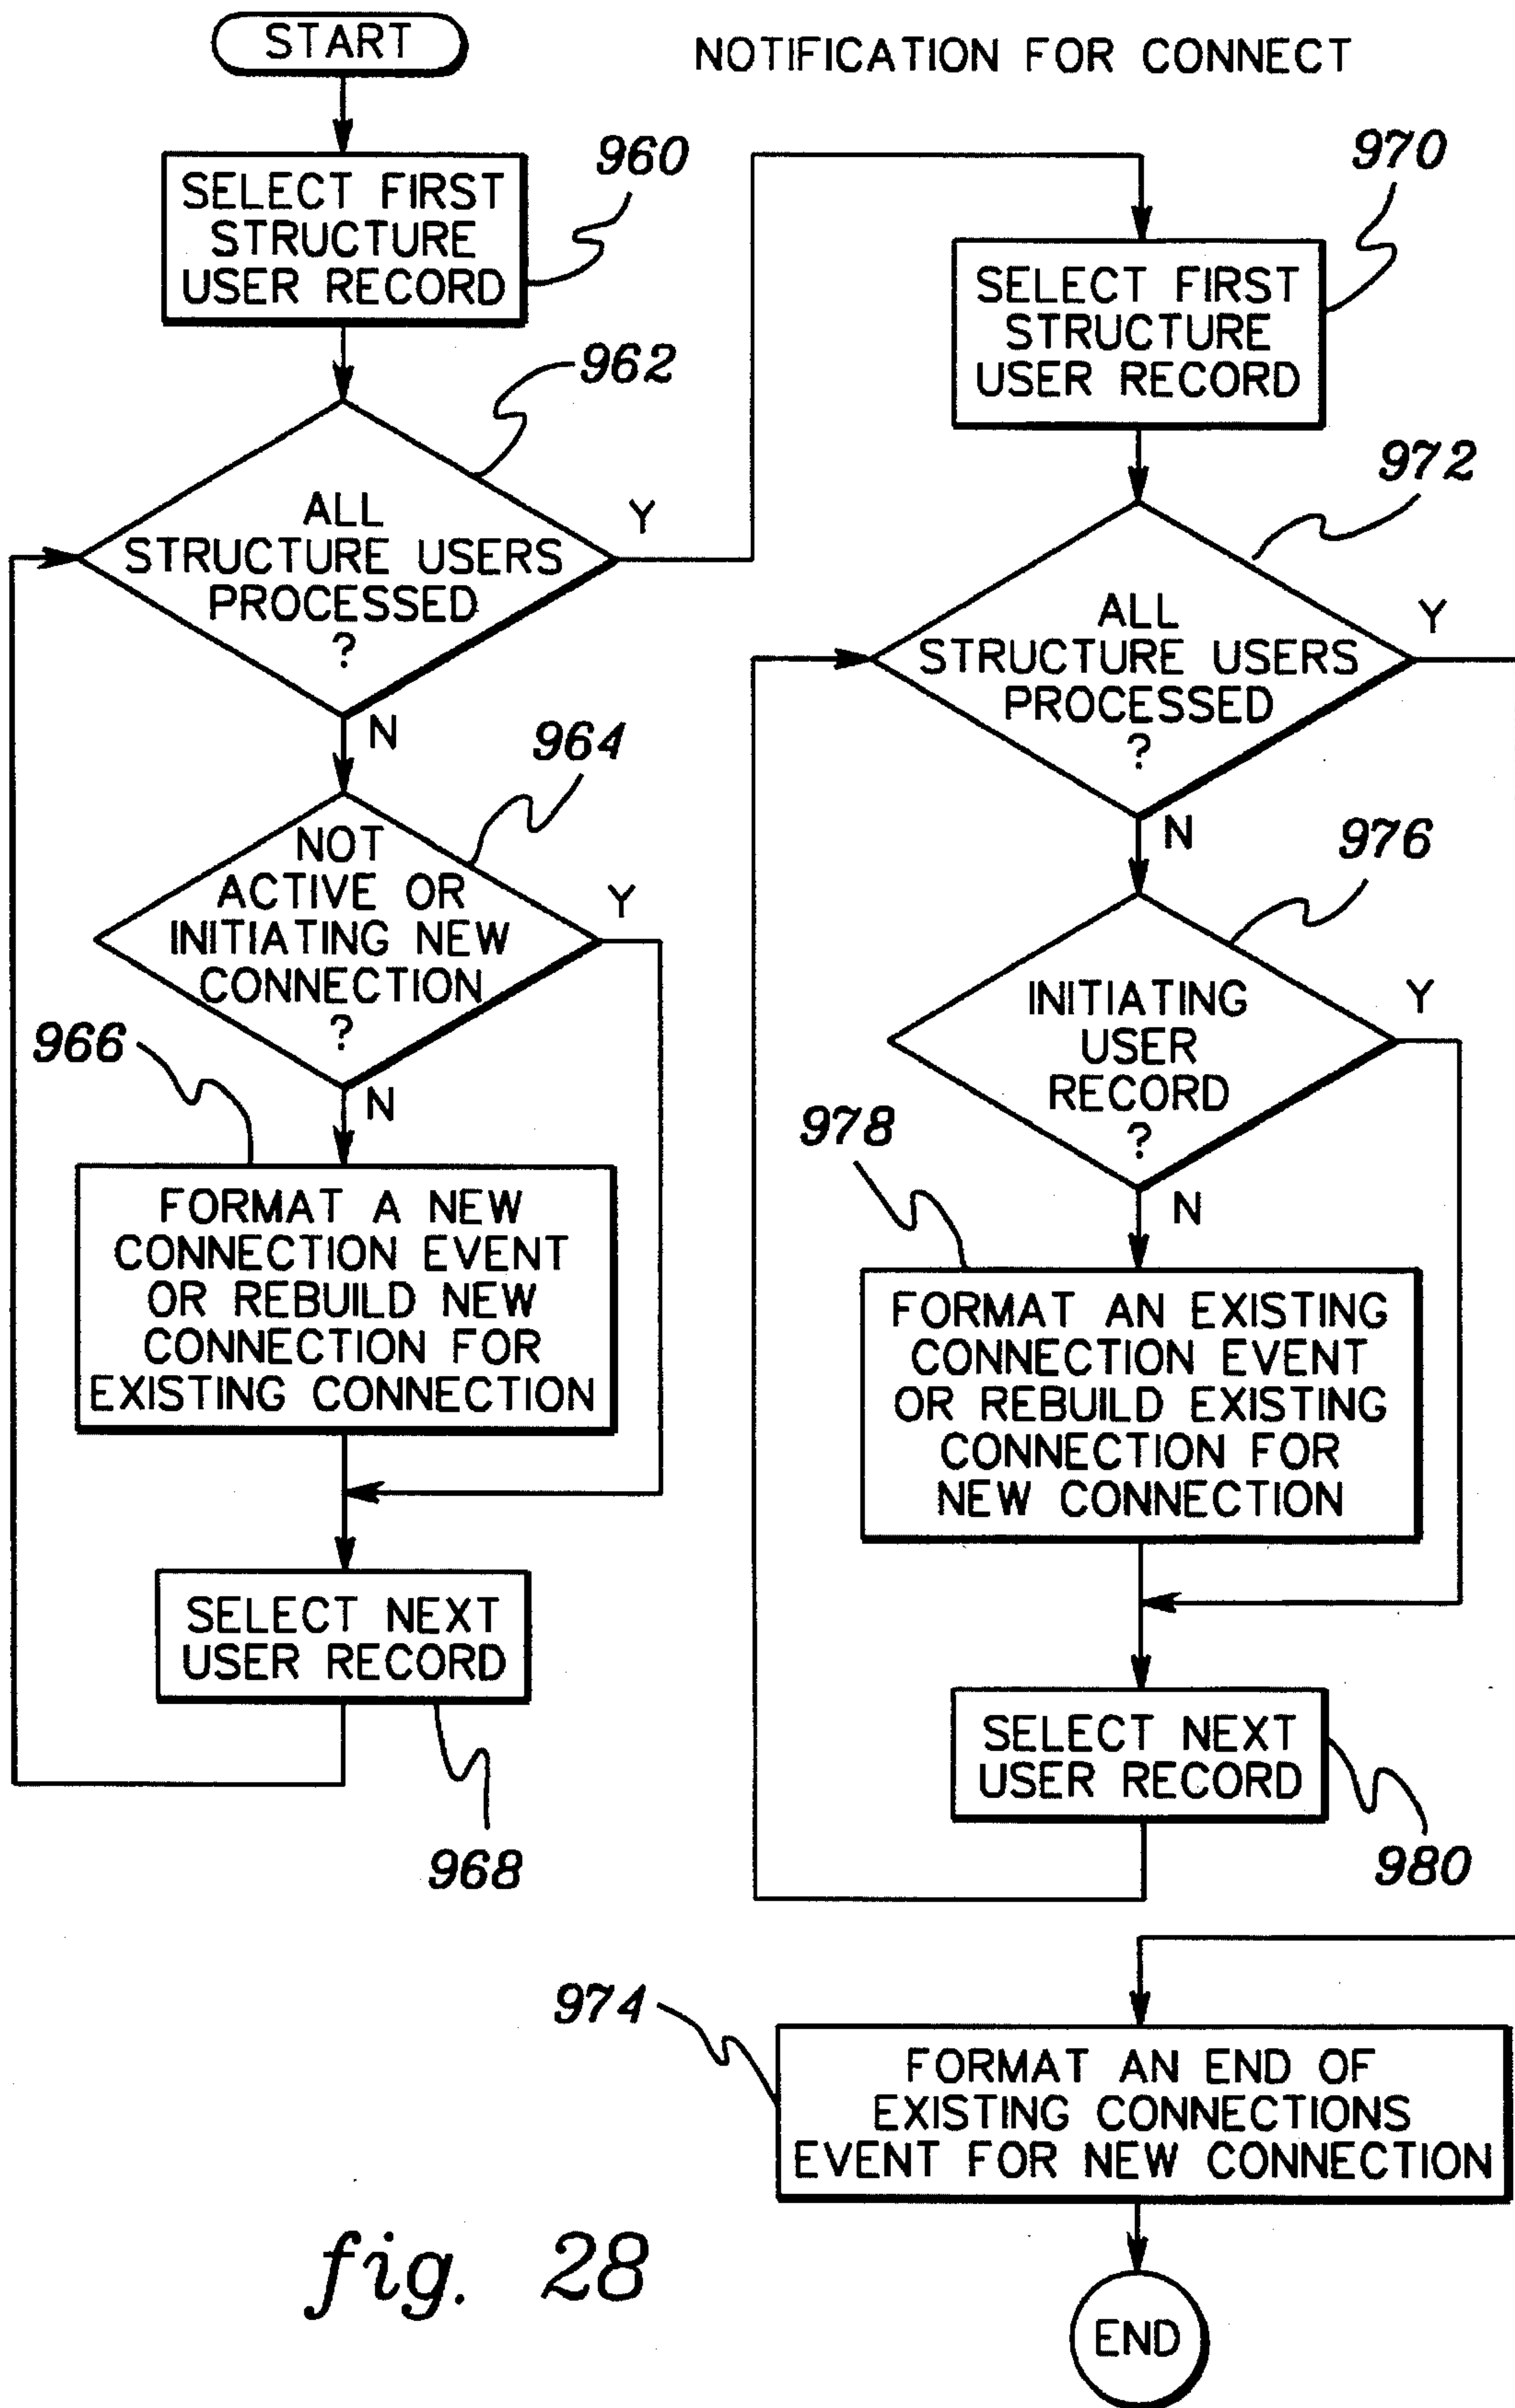 START
NOTIFICATION FOR CONNECT
960
SELECT FIRST
STRUCTURE
USER RECORD
962
ALL
STRUCTURE USERS
PROCESSED
?
Y
N
964
NOT
ACTIVE OR
INITIATING NEW
CONNECTION
?
Y
N
966
FORMAT A NEW
CONNECTION EVENT
OR REBUILD NEW
CONNECTION FOR
EXISTING CONNECTION
SELECT NEXT
USER RECORD
968
970
SELECT FIRST
STRUCTURE
USER RECORD
972
ALL
STRUCTURE USERS
PROCESSED
?
Y
N
976
INITIATING
USER
RECORD
?
Y
N
978
FORMAT AN EXISTING
CONNECTION EVENT
OR REBUILD EXISTING
CONNECTION FOR
NEW CONNECTION
SELECT NEXT
USER RECORD
980
974
FORMAT AN END OF
EXISTING CONNECTIONS
EVENT FOR NEW CONNECTION
END
fig. 28